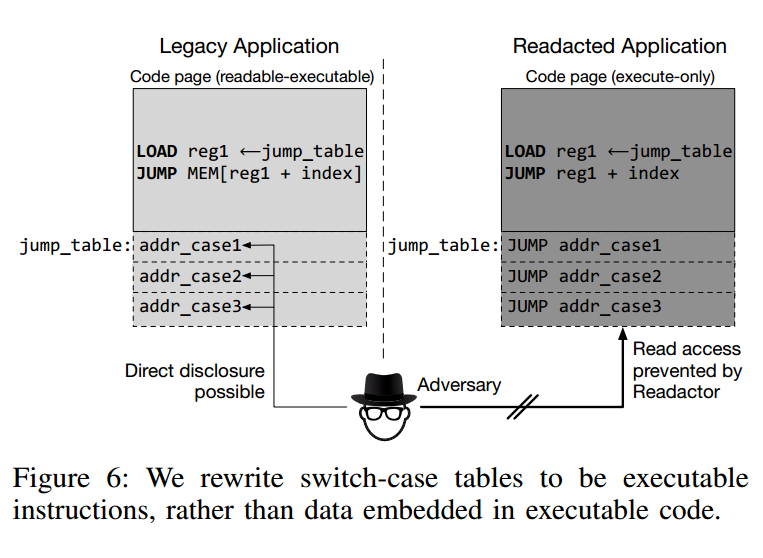 Legacy Application
Code page (readable-executable)
LOAD reg1 ⟵jump_table
JUMP MEM[reg1 + index]
jump_table: addr_case1
addr_case2
addr_case3
Direct disclosure
possible
Readacted Application
Code page (execute-only)
LOAD reg1 ⟵jump_table
JUMP reg1 + index
jump_table: JUMP addr_case1
JUMP addr_case2
JUMP addr_case3
Adversary
Read access
prevented by
Readactor
Figure 6: We rewrite switch-case tables to be executable
instructions, rather than data embedded in executable code.